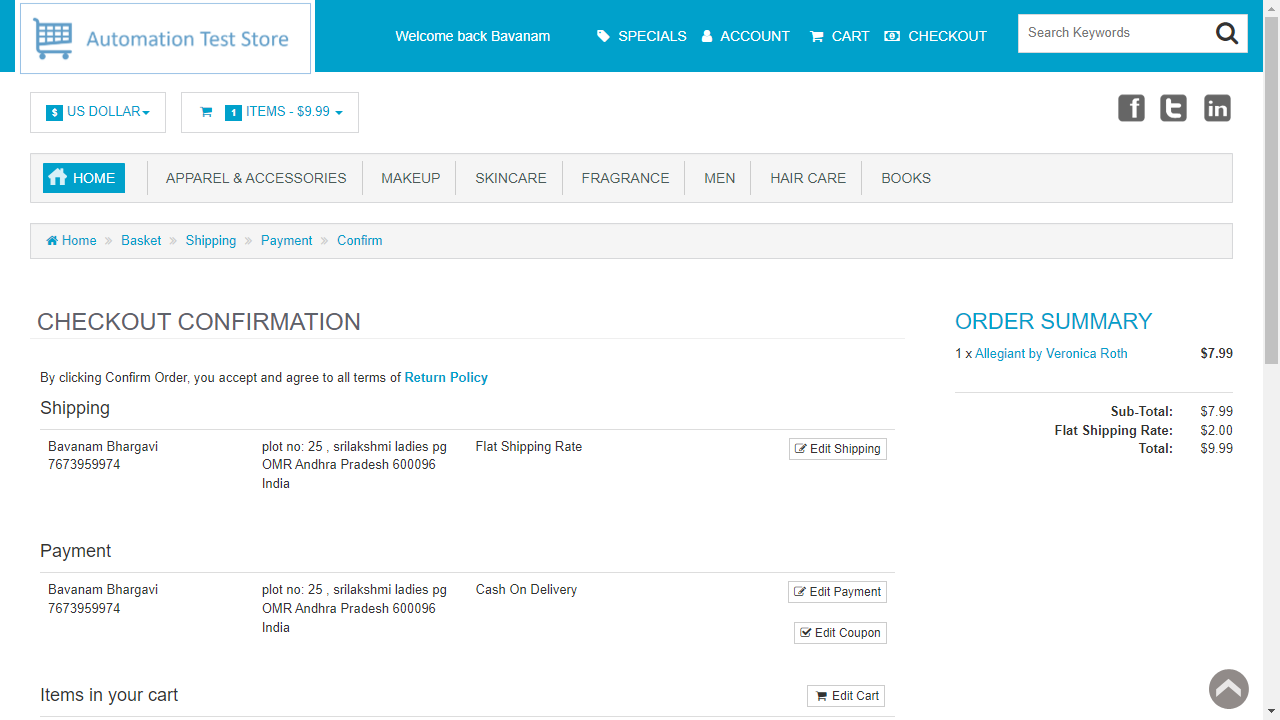 Automation Test Store
Welcome back Bavanam
SPECIALS
ACCOUNT
CART
CHECKOUT
Search Keywords
$ US DOLLAR
1 ITEMS - $9.99
f t in
HOME
APPAREL & ACCESSORIES
MAKEUP
SKINCARE
FRAGRANCE
MEN
HAIR CARE
BOOKS
Home » Basket » Shipping » Payment » Confirm
CHECKOUT CONFIRMATION
By clicking Confirm Order, you accept and agree to all terms of Return Policy
Shipping
Bavanam Bhargavi
7673959974
plot no: 25 , srilakshmi ladies pg
OMR Andhra Pradesh 600096
India
Flat Shipping Rate
Edit Shipping
Payment
Bavanam Bhargavi
7673959974
plot no: 25 , srilakshmi ladies pg
OMR Andhra Pradesh 600096
India
Cash On Delivery
Edit Payment
Edit Coupon
Items in your cart
Edit Cart
ORDER SUMMARY
1 x Allegiant by Veronica Roth $7.99
Sub-Total: $7.99
Flat Shipping Rate: $2.00
Total: $9.99